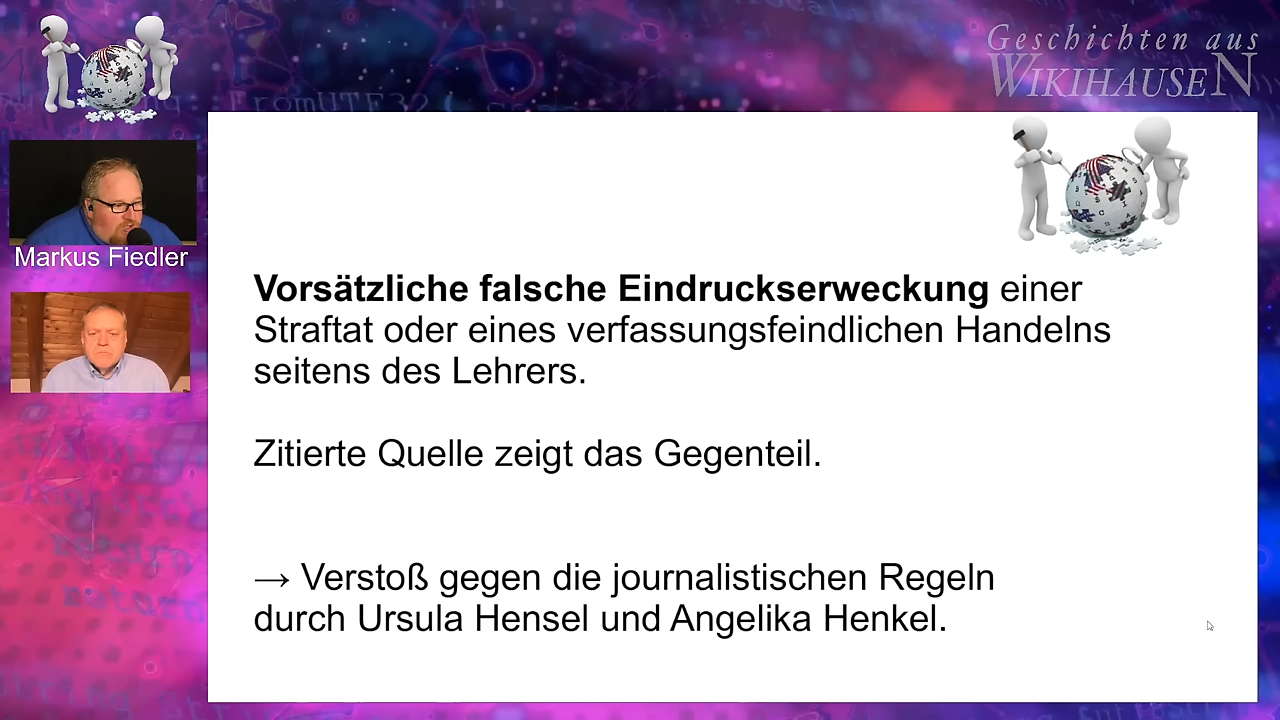 Geschichten aus
WIKIHAUSEN
Markus Fiedler
Vorsätzliche falsche Eindruckserweckung einer
Straftat oder eines verfassungsfeindlichen Handelns
seitens des Lehrers.
Zitierte Quelle zeigt das Gegenteil.
→ Verstoß gegen die journalistischen Regeln
durch Ursula Hensel und Angelika Henkel.